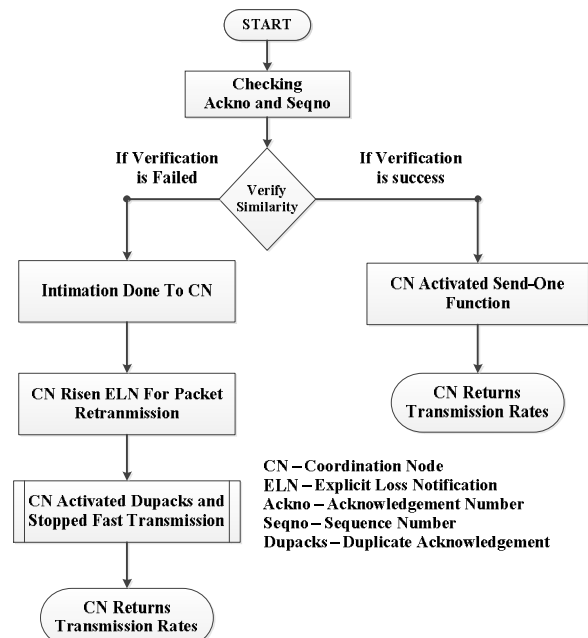 START
Checking
Ackno and Seqno
If Verification
is Failed
If Verification
is success
Verify
Similarity
Intimation Done To CN
CN Activated Send-One
Function
CN Risen ELN For Packet
Retranmission
CN Returns
Transmission Rates
CN Activated Dupacks and
Stopped Fast Transmission
CN – Coordination Node
ELN – Explicit Loss Notification
Ackno – Acknowledgement Number
Seqno – Sequence Number
Dupacks – Duplicate Acknowledgement
CN Returns
Transmission Rates